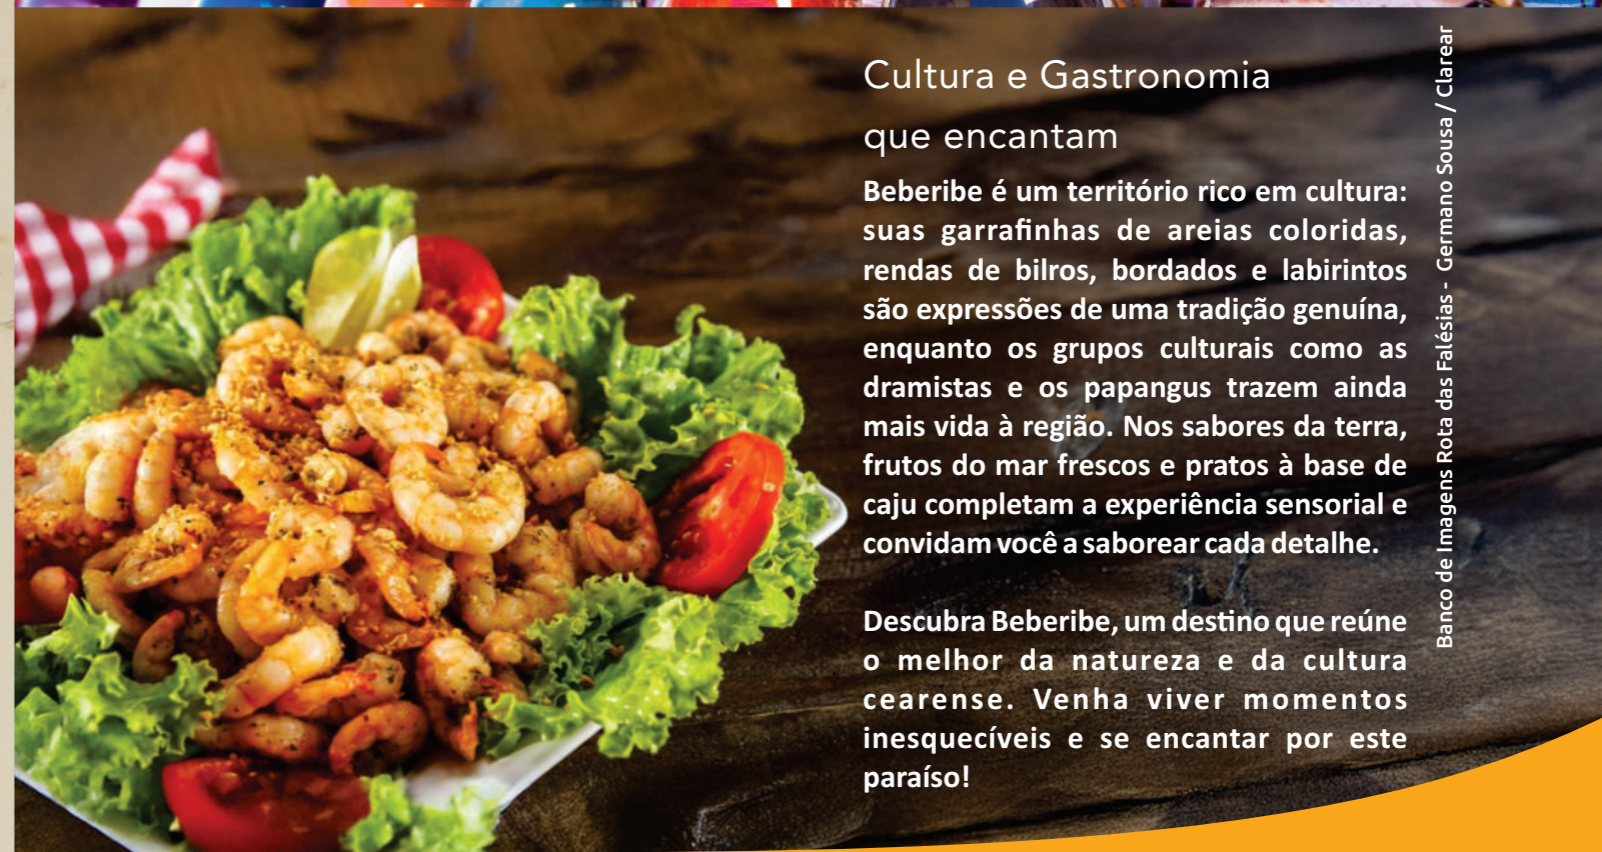 Cultura e Gastronomia
que encantam
Beberibe é um território rico em cultura:
suas garrafinhas de areias coloridas,
rendas de bilros, bordados e labirintos
são expressões de uma tradição genuína,
enquanto os grupos culturais como as
dramistas e os papangus trazem ainda
mais vida à região. Nos sabores da terra,
frutos do mar frescos e pratos à base de
caju completam a experiência sensorial e
convidam você a saborear cada detalhe.
Descubra Beberibe, um destino que reúne
o melhor da natureza e da cultura
cearense. Venha viver momentos
inesquecíveis e se encantar por este
paraíso!
Banco de Imagens Rota das Falésias - Germano Sousa / Clarear